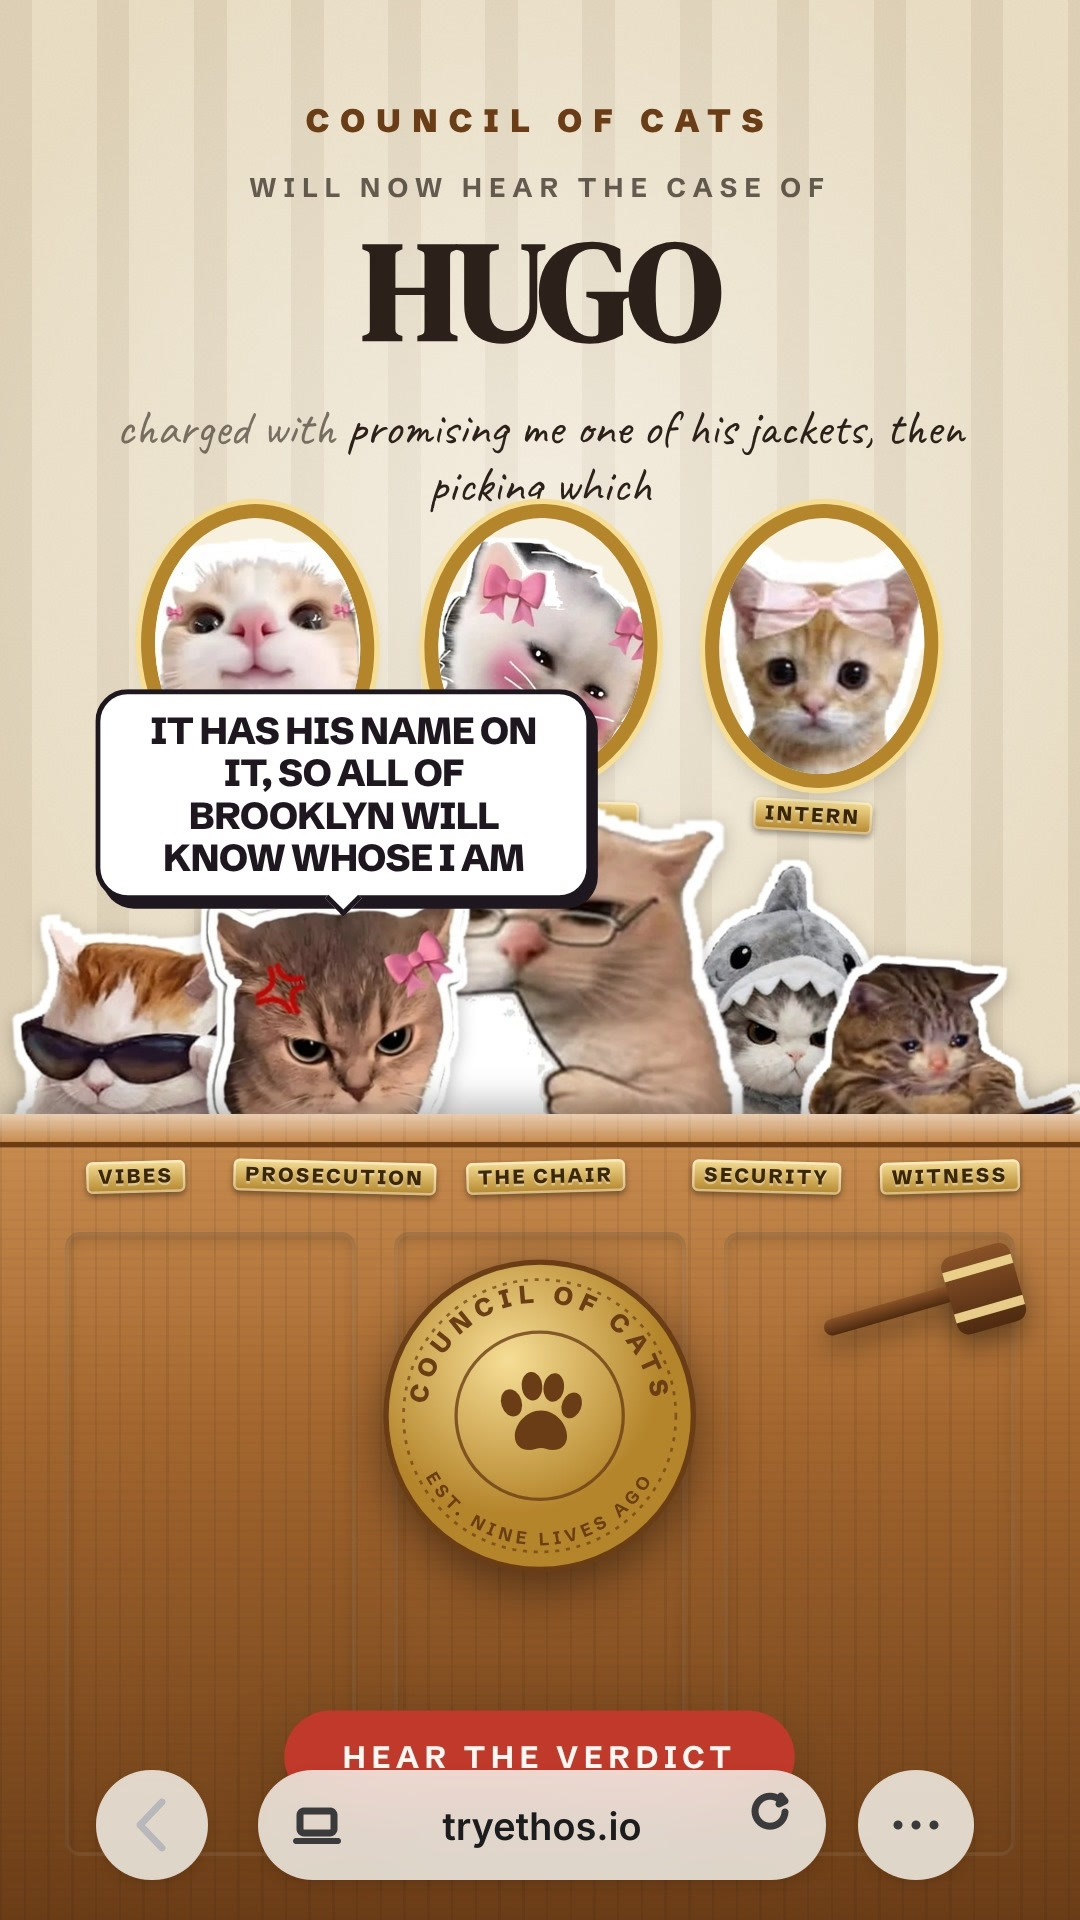 COUNCIL OF CATS
WILL NOW HEAR THE CASE OF
HUGO
charged with promising me one of his jackets, then
picking which
IT HAS HIS NAME ON
IT, SO ALL OF
BROOKLYN WILL
KNOW WHOSE I AM
INTERN
VIBES
PROSECUTION
THE CHAIR
SECURITY
WITNESS
COUNCIL OF CATS
EST. NINE LIVES AGO
HEAR THE VERDICT
tryethos.io